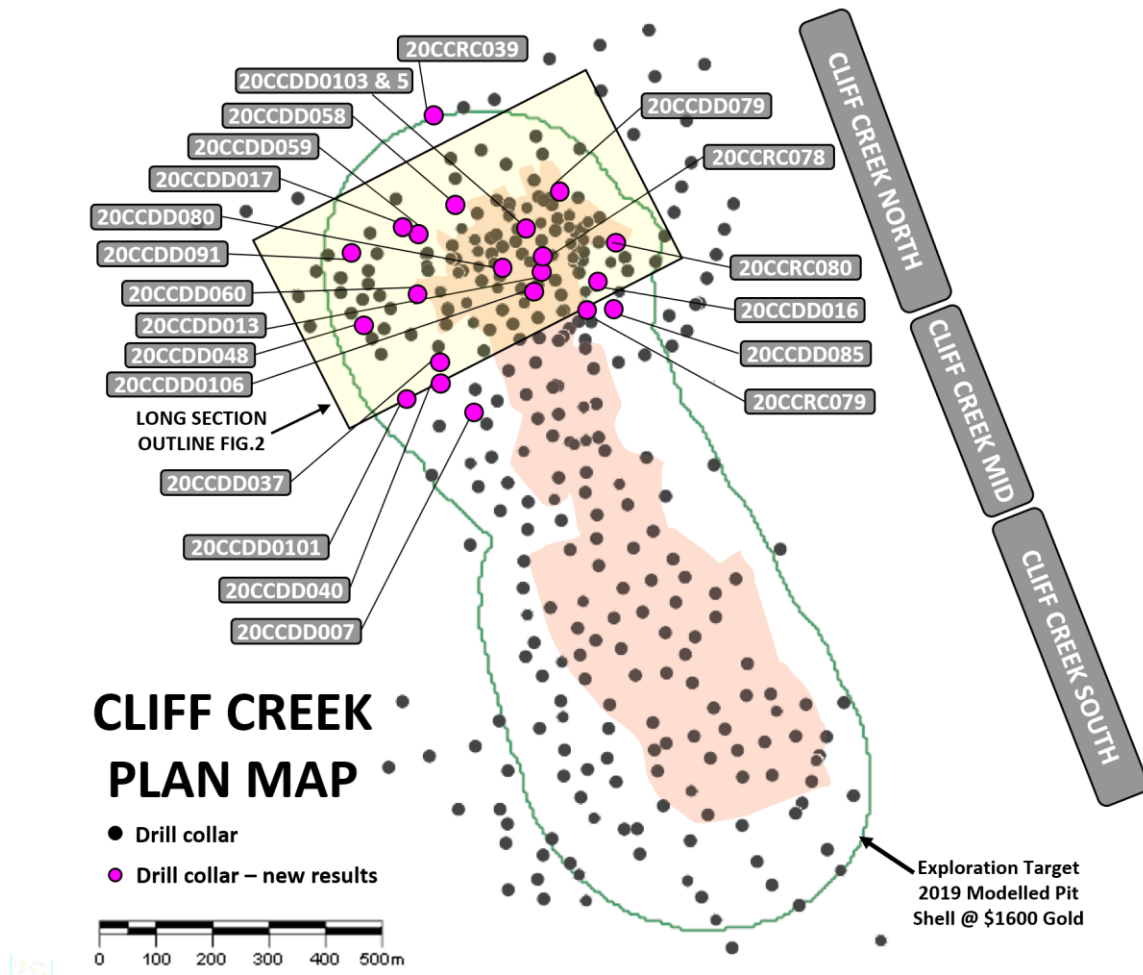 20CCRC039
20CCDD0103 & 5
20CCDD058
20CCDD059
20CCDD017
20CCDD080
20CCDD091
20CCDD060
20CCDD013
20CCDD048
20CCDD0106
LONG SECTION
OUTLINE FIG.2
20CCDD037
20CCDD0101
20CCDD040
20CCDD007
20CCDD079
20CCRC078
20CCRC080
20CCDD016
20CCDD085
20CCRC079
CLIFF CREEK NORTH
CLIFF CREEK MID
CLIFF CREEK SOUTH
CLIFF CREEK
PLAN MAP
Drill collar
Drill collar – new results
0 100 200 300 400 500m
Exploration Target
2019 Modelled Pit
Shell @ $1600 Gold